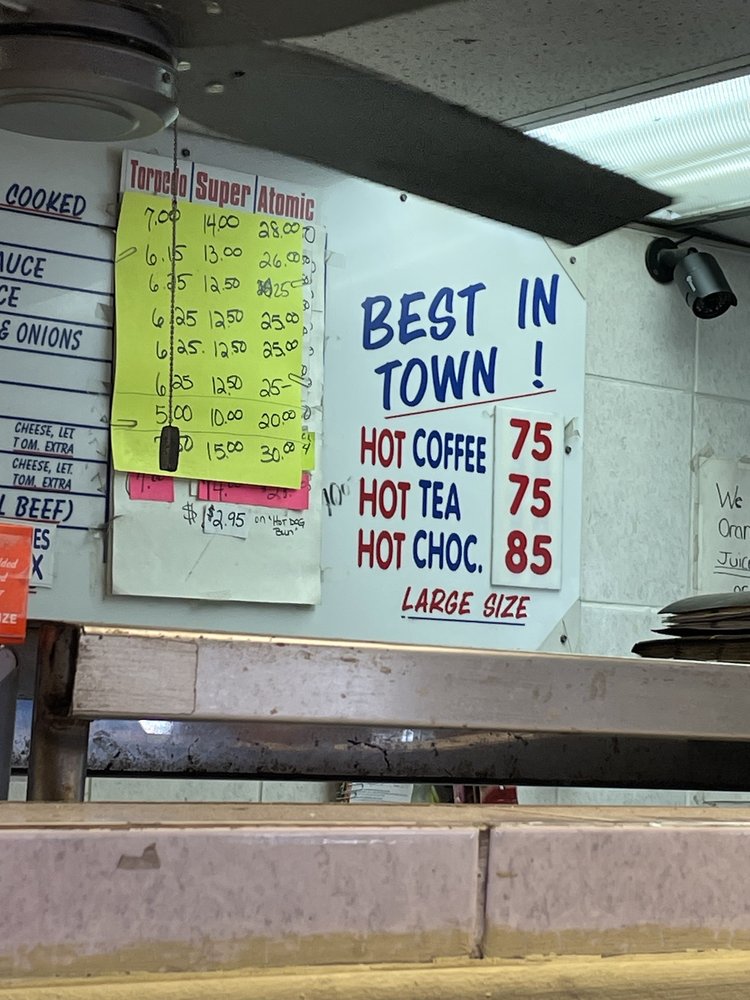 COOKED
AUCE
CE
& ONIONS
CHEESE, LET.
TOM. EXTRA
CHEESE, LET.
TOM. EXTRA
L BEEF)
ES
X
ZE
Torpedo Super Atomic
7.00 14.00 28.00
6.15 13.00 26.00
6.25 12.50 25
6.25 12.50 25.00
6.25. 12.50 25.00
6.25 12.50 25-
5.00 10.00 20.00
15.00 30.00
$ $2.95 on "Hot Dog
Bun"
BEST IN
TOWN !
HOT COFFEE 75
HOT TEA 75
HOT CHOC. 85
LARGE SIZE
We
Oran
Juic